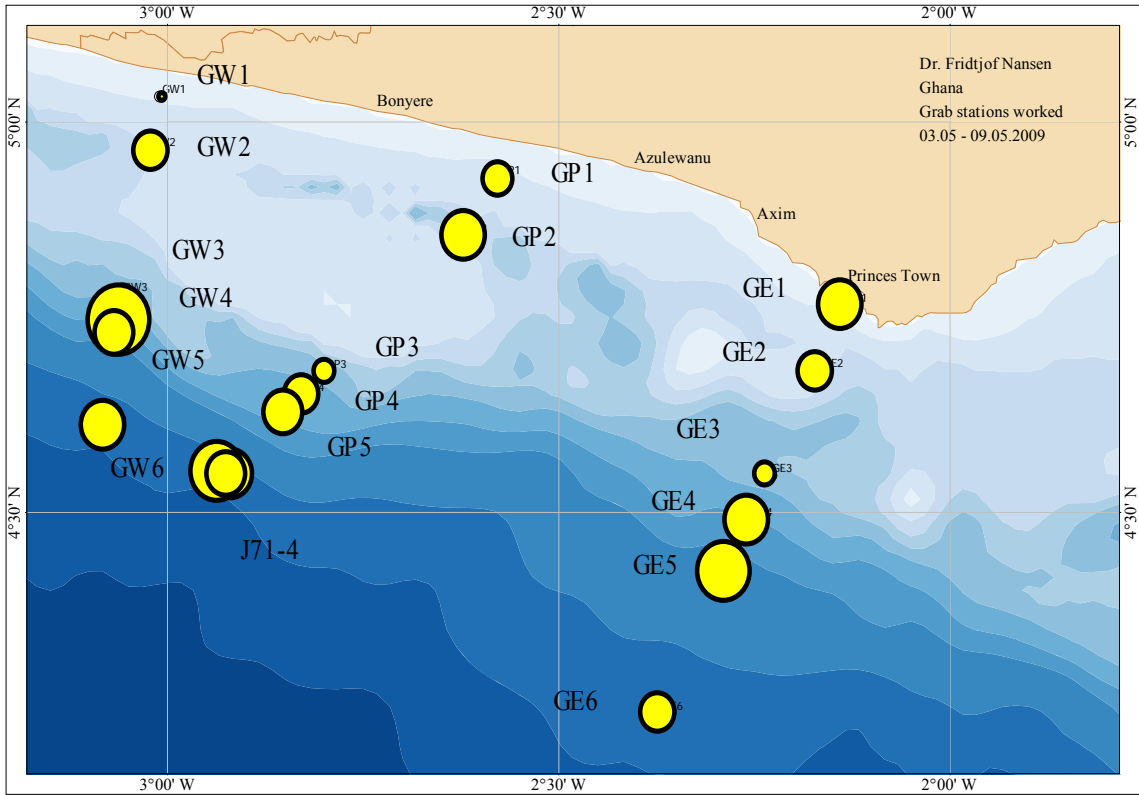 3°00' W
2°30' W
2°00' W
Dr. Fridtjof Nansen
Ghana
Grab stations worked
03.05 - 09.05.2009
GW1
GW1
Bonyere
5°00' N
5°00' N
GW2
Azulewanu
GP1
Axim
GP2
GW3
Princes Town
GW3
GW4
GE1
GP3
GE2
GE2
GW5
GP4
GE3
GP5
GW6
GE3
4°30' N
4°30' N
GE4
J71-4
GE5
GE6
3°00' W
2°30' W
2°00' W